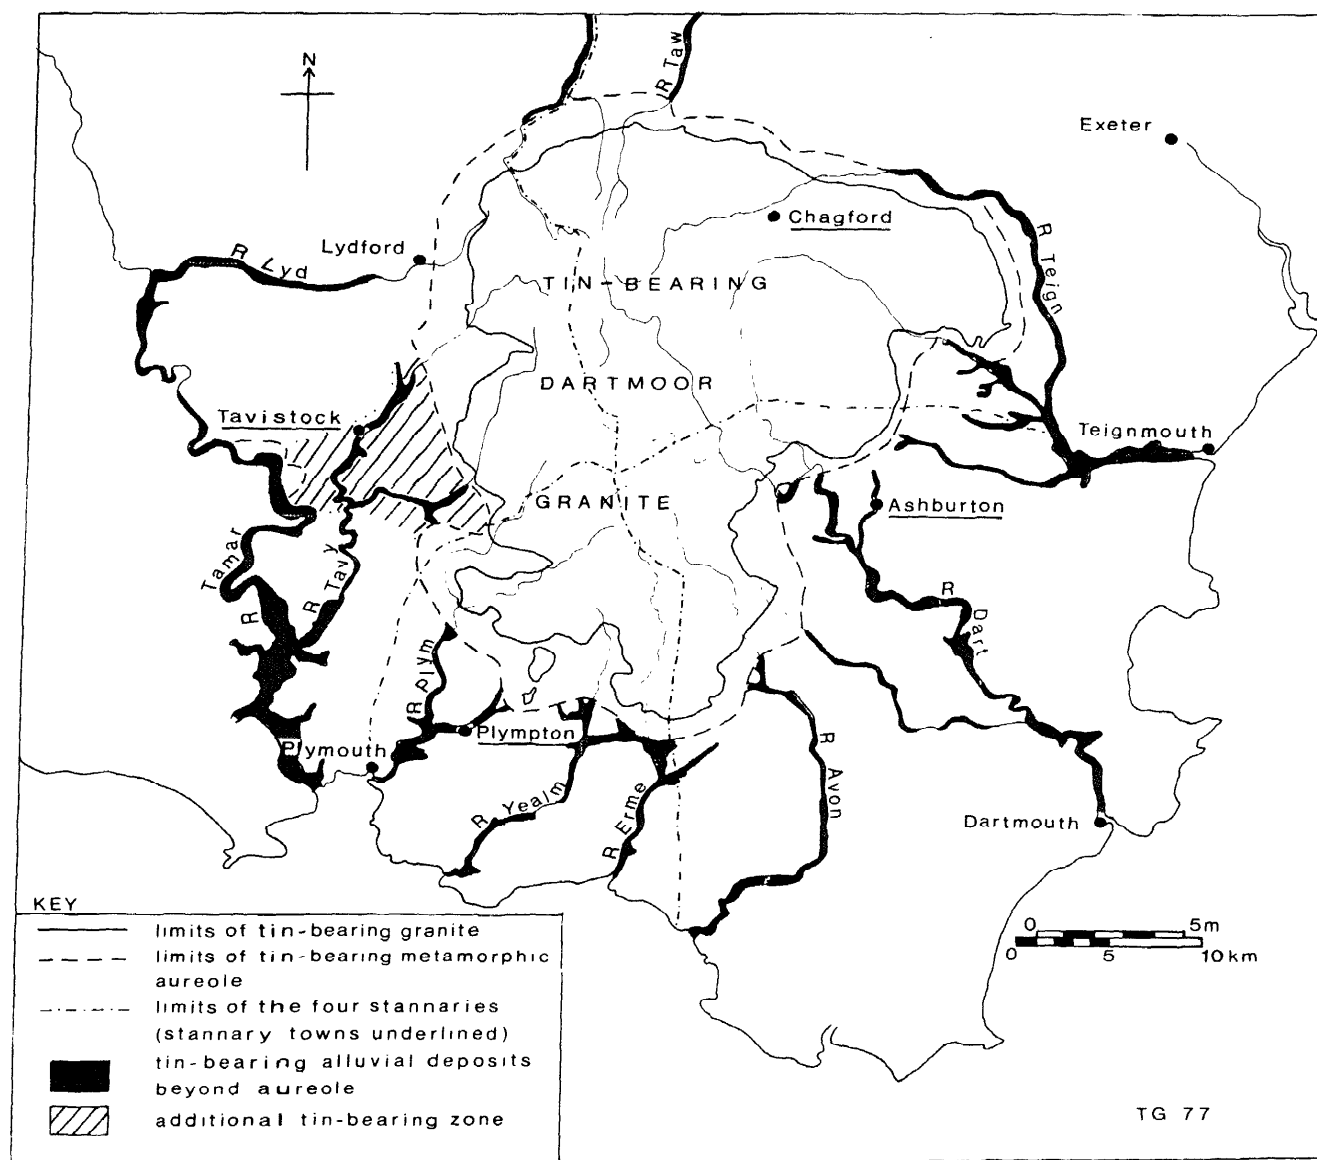 N
R Taw
Exeter
Chagford
Lydford
R Lyd
R Teign
TIN-BEARING
DARTMOOR
Tavistock
Teignmouth
GRANITE
Ashburton
R Tamar
R Tavy
R Dart
R Plym
Plympton
Plymouth
R Yealm
R Erme
R Avon
Dartmouth
KEY
limits of tin-bearing granite
limits of tin-bearing metamorphic
aureole
limits of the four stannaries
(stannary towns underlined)
tin-bearing alluvial deposits
beyond aureole
additional tin-bearing zone
0 5m
0 5 10km
TG 77